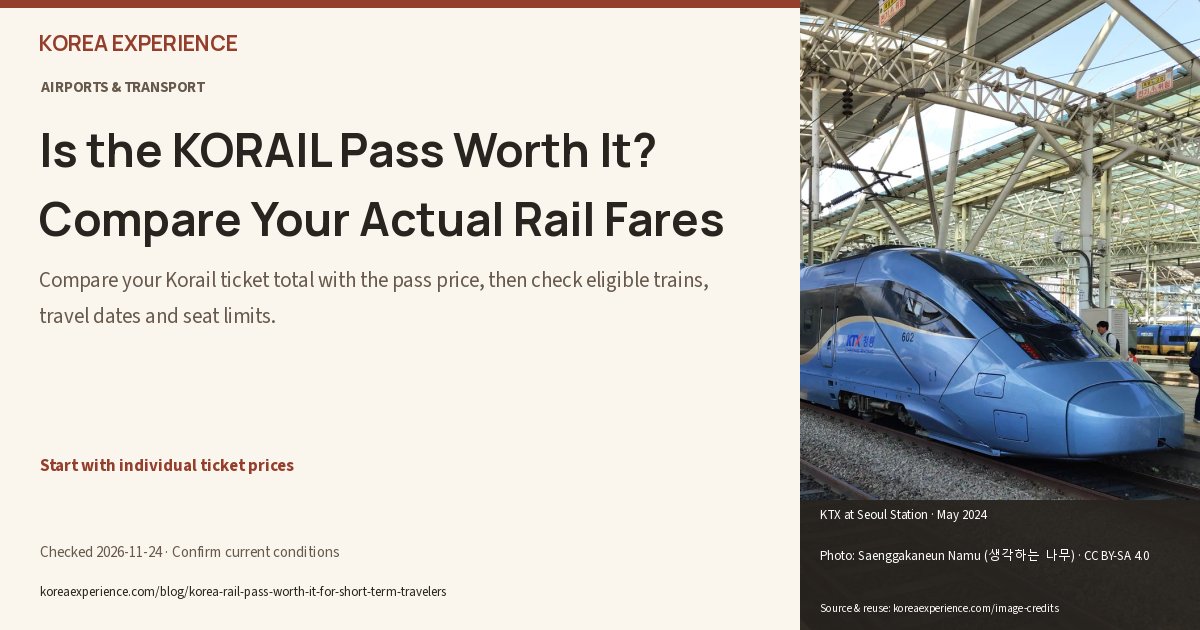 KOREA EXPERIENCE
AIRPORTS & TRANSPORT
Is the KORAIL Pass Worth It?
Compare Your Actual Rail Fares
Compare your Korail ticket total with the pass price, then check eligible trains,
travel dates and seat limits.
Start with individual ticket prices
Checked 2026-11-24 · Confirm current conditions
koreaexperience.com/blog/korea-rail-pass-worth-it-for-short-term-travelers
KTX
602
KTX at Seoul Station · May 2024
Photo: Saenggakaneun Namu (생각하는 나무) · CC BY-SA 4.0
Source & reuse: koreaexperience.com/image-credits